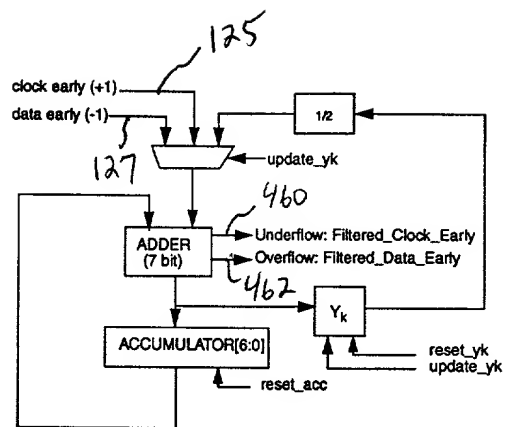 125
clock early (+1)
data early (-1)
127
1/2
update_yk
460
ADDER
(7 bit)
Underflow: Filtered_Clock_Early
Overflow: Filtered_Data_Early
462
Yk
ACCUMULATOR[6:0]
reset_yk
update_yk
reset_acc